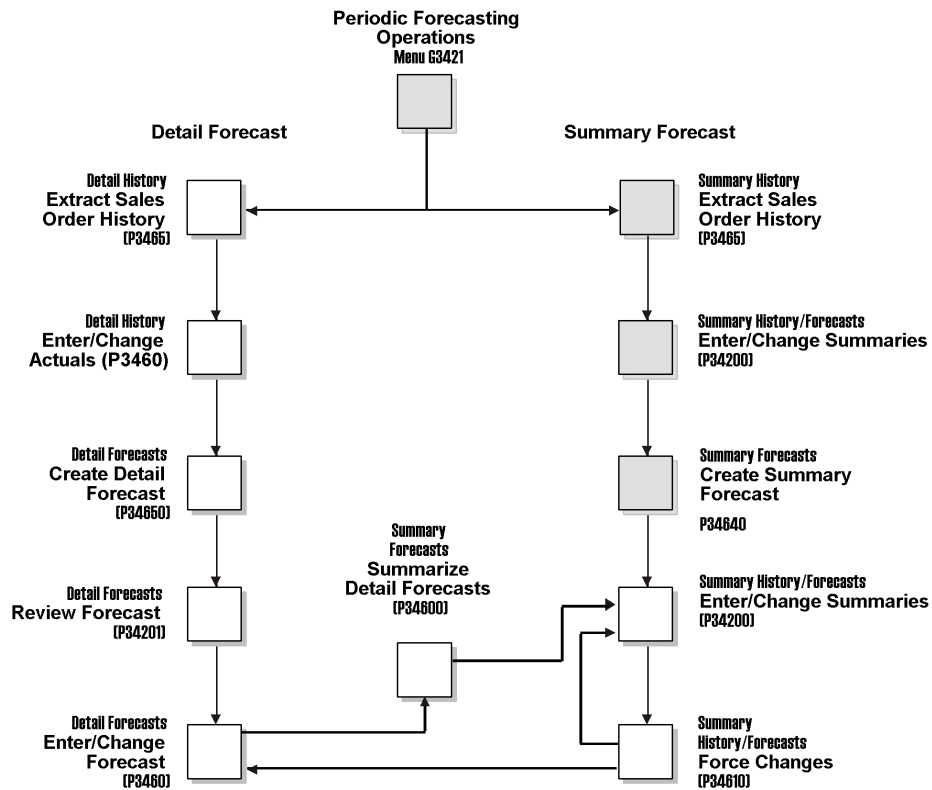 Periodic Forecasting
Operations
Menu G3421
Detail Forecast
Summary Forecast
Detail History
Extract Sales
Order History
(P3465)
Summary History
Extract Sales
Order History
(P3465)
Detail History
Enter/Change
Actuals (P3460)
Summary History/Forecasts
Enter/Change Summaries
(P34200)
Detail Forecasts
Create Detail
Forecast
(P34650)
Summary Forecasts
Create Summary
Forecast
P34640
Summary
Forecasts
Summarize
Detail Forecasts
(P34600)
Detail Forecasts
Review Forecast
(P34201)
Summary History/Forecasts
Enter/Change Summaries
(P34200)
Detail Forecasts
Enter/Change
Forecast
(P3460)
Summary
History/Forecasts
Force Changes
(P34610)